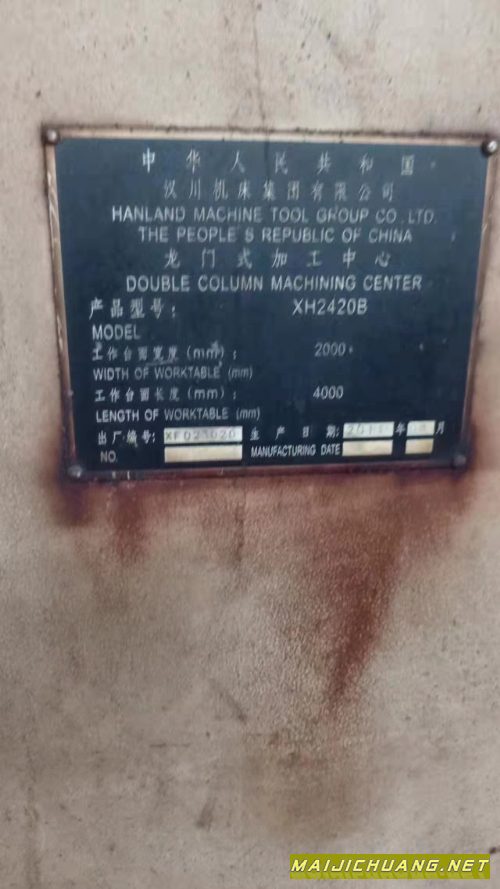 中华人民共和国
汉川机床集团有限公司
HANLAND MACHINE TOOL GROUP CO., LTD.
THE PEOPLE'S REPUBLIC OF CHINA
龙门式加工中心
DOUBLE COLUMN MACHINING CENTER
产品型号: XH2420B
MODEL
工作台面宽度(mm): 2000
WIDTH OF WORKTABLE (mm)
工作台面长度(mm): 4000
LENGTH OF WORKTABLE (mm)
出厂编号: 生产日期: 年 月
NO. MANUFACTURING DATE
MAIJICHUANG.NET